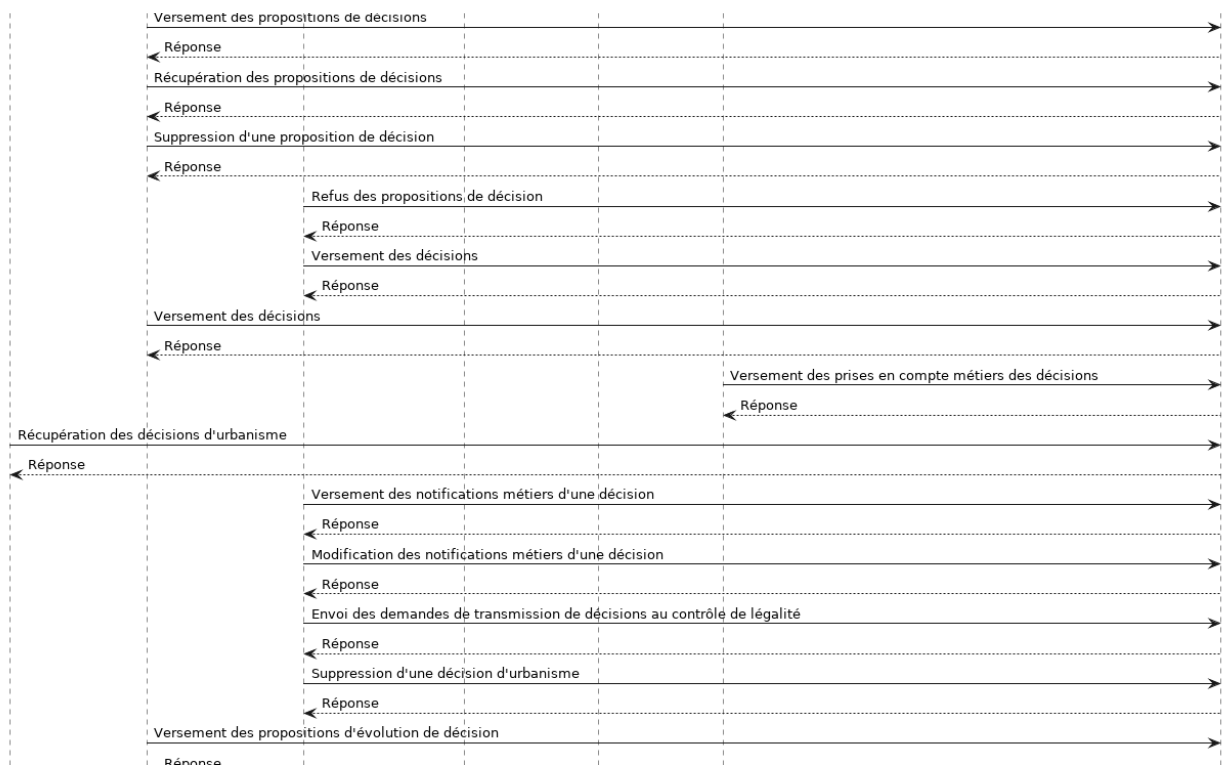 Versement des propositions de décisions
Réponse
Récupération des propositions de décisions
Réponse
Suppression d'une proposition de décision
Réponse
Refus des propositions de décision
Réponse
Versement des décisions
Réponse
Versement des décisions
Réponse
Versement des prises en compte métiers des décisions
Réponse
Récupération des décisions d'urbanisme
Réponse
Versement des notifications métiers d'une décision
Réponse
Modification des notifications métiers d'une décision
Réponse
Envoi des demandes de transmission de décisions au contrôle de légalité
Réponse
Suppression d'une décision d'urbanisme
Réponse
Versement des propositions d'évolution de décision
Réponse